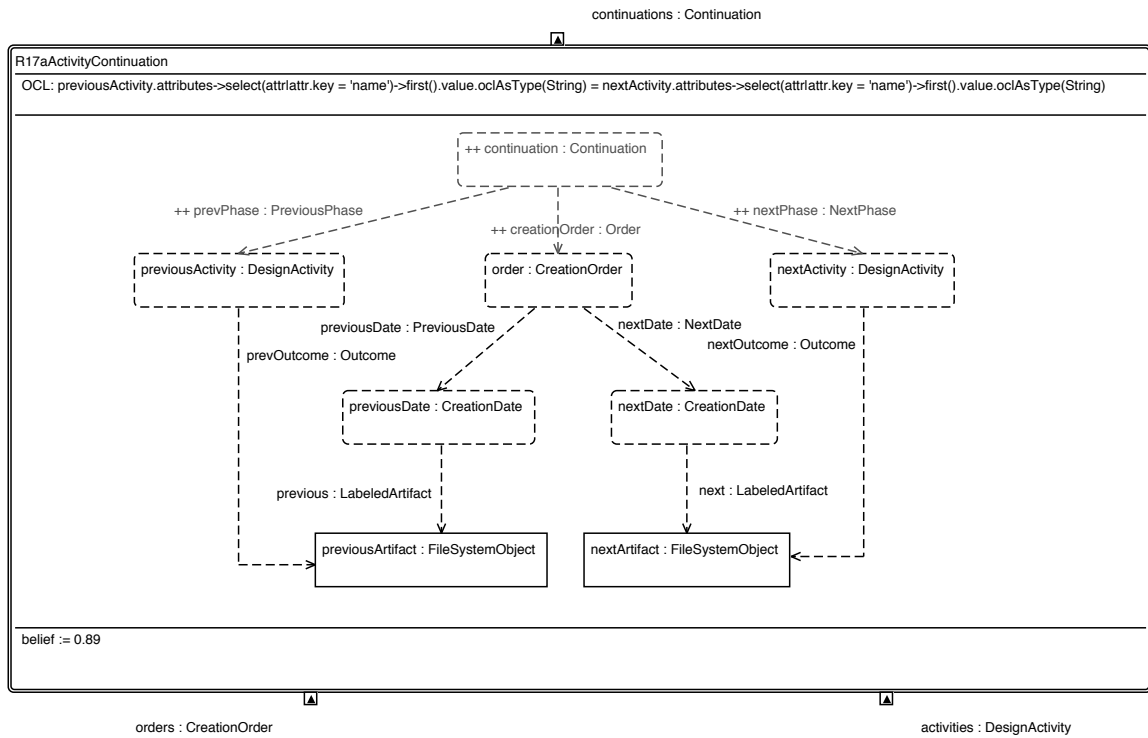 continuations : Continuation
R17aActivityContinuation
OCL: previousActivity.attributes->select(attr|attr.key = 'name')->first().value.oclAsType(String) = nextActivity.attributes->select(attr|attr.key = 'name')->first().value.oclAsType(String)
++ continuation : Continuation
++ prevPhase : PreviousPhase
++ nextPhase : NextPhase
++ creationOrder : Order
previousActivity : DesignActivity
order : CreationOrder
nextActivity : DesignActivity
previousDate : PreviousDate
nextDate : NextDate
nextOutcome : Outcome
prevOutcome : Outcome
previousDate : CreationDate
nextDate : CreationDate
previous : LabeledArtifact
next : LabeledArtifact
previousArtifact : FileSystemObject
nextArtifact : FileSystemObject
belief := 0.89
orders : CreationOrder
activities : DesignActivity